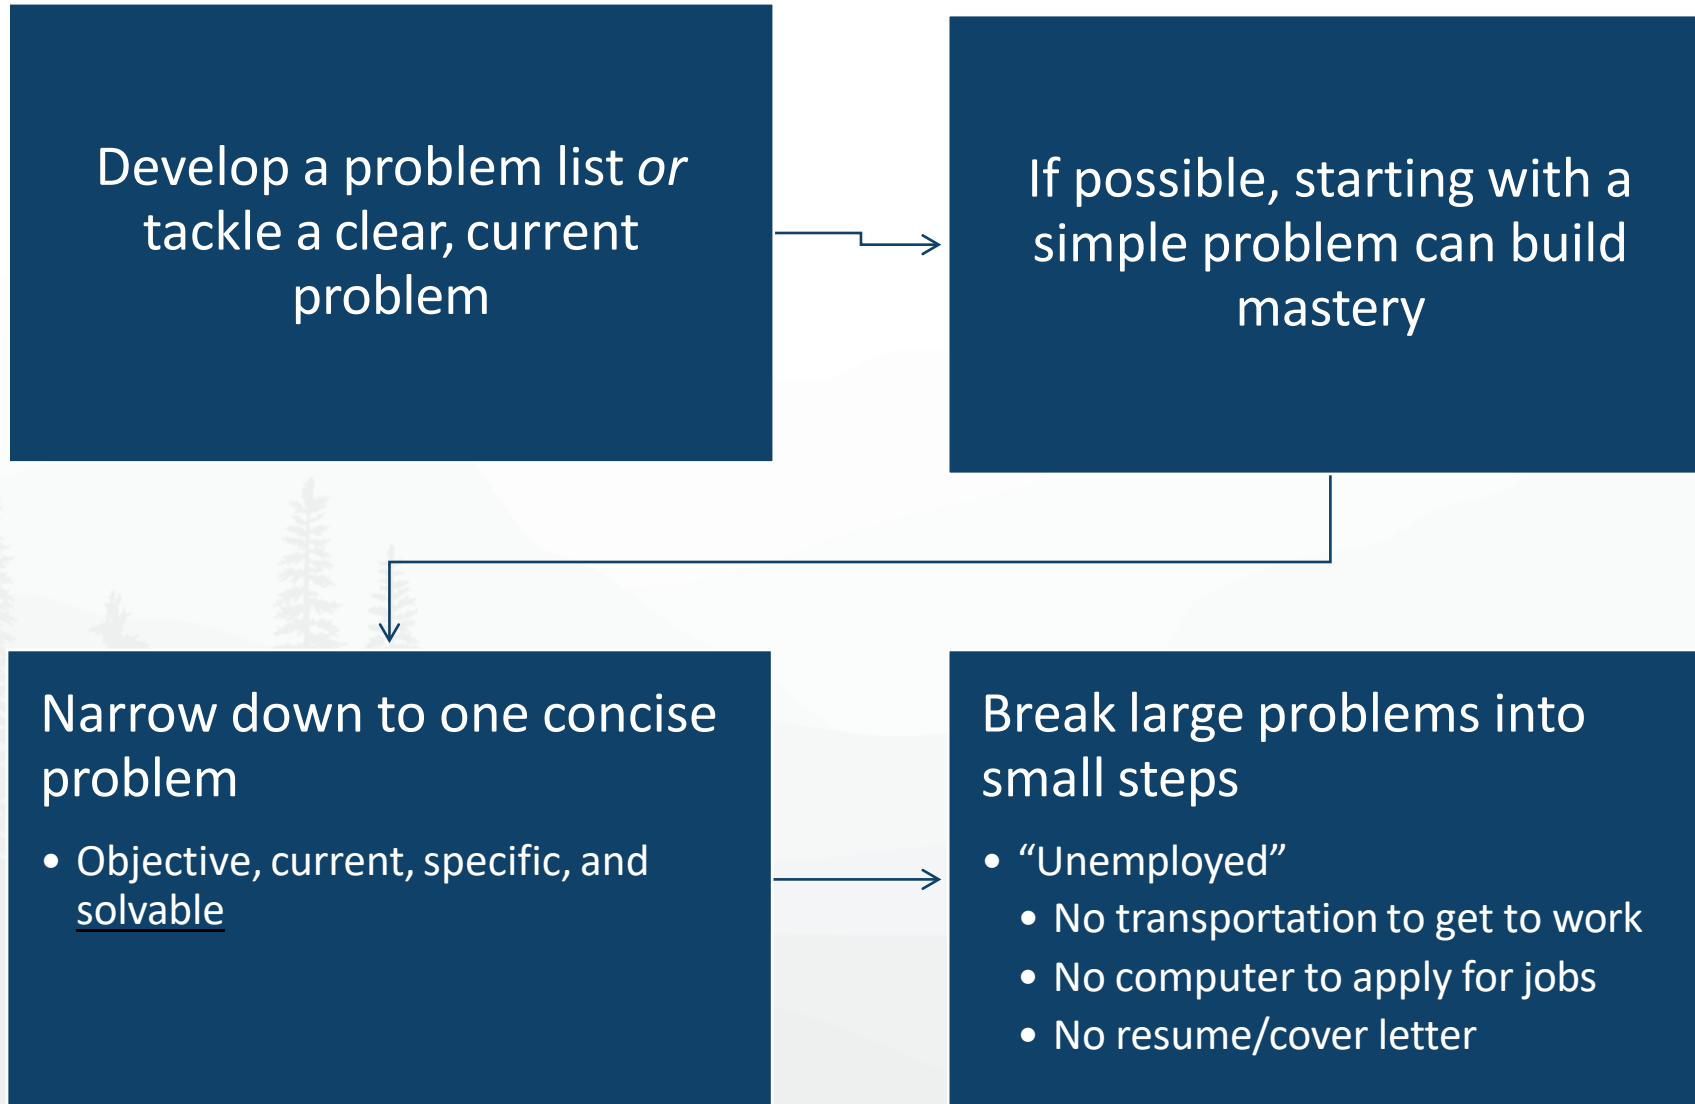 Develop a problem list or
tackle a clear, current
problem
If possible, starting with a
simple problem can build
mastery
Narrow down to one concise
problem
• Objective, current, specific, and
solvable
Break large problems into
small steps
• “Unemployed”
• No transportation to get to work
• No computer to apply for jobs
• No resume/cover letter